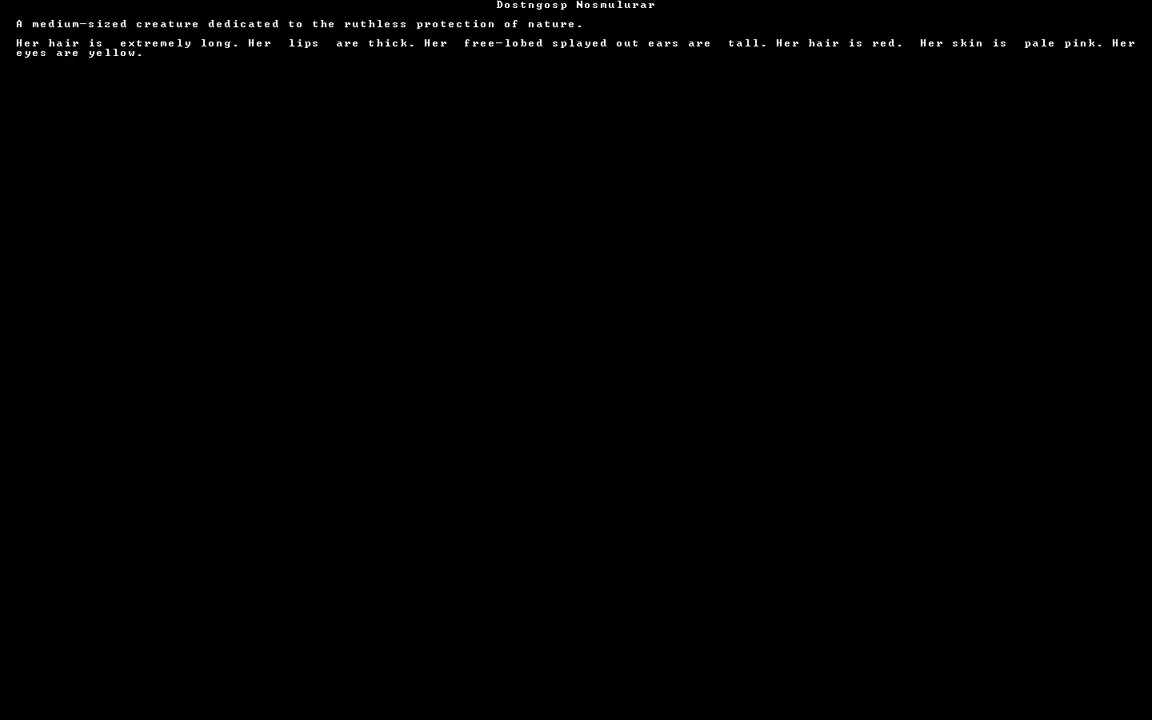 Dostngosp Nosmulurar
A medium-sized creature dedicated to the ruthless protection of nature.
Her hair is  extremely long. Her  lips  are thick. Her  free-lobed splayed out ears are  tall. Her hair is red.  Her skin is  pale pink. Her
eyes are yellow.